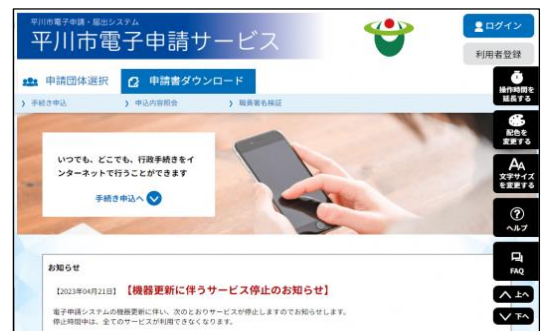 平川市電子申請・届出システム
平川市電子申請サービス
ログイン
利用者登録
申請団体選択
申請書ダウンロード
手続き申込
申込内容照会
職員署名検証
操作時間を
延長する
配色を
変更する
AA
文字サイズ
を変更する
ヘルプ
FAQ
上へ
下へ
いつでも、どこでも、行政手続きをイ
ンターネットで行うことができます
手続き申込へ
お知らせ
【2023年04月21日】 【機器更新に伴うサービス停止のお知らせ】
電子申請システムの機器更新に伴い、次のとおりサービスが停止しますのでお知らせします。
停止時間中は、全てのサービスが利用できなくなります。